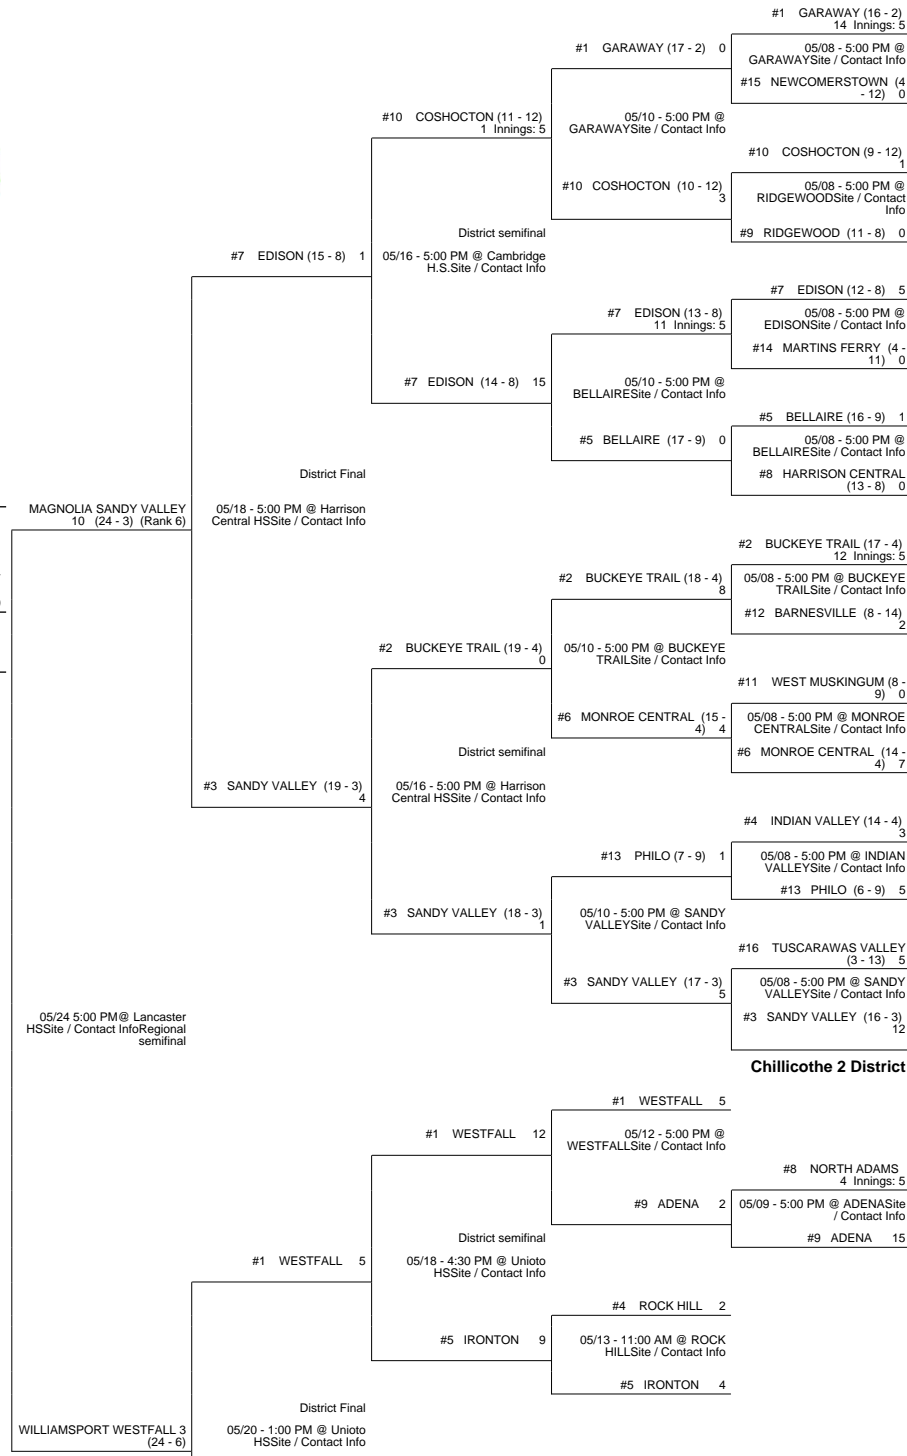 #1 GARAWAY (16 - 2)
14 Innings: 5
05/08 - 5:00 PM @
GARAWAYSite / Contact Info
#15 NEWCOMERSTOWN (4
- 12) 0
#1 GARAWAY (17 - 2) 0
05/10 - 5:00 PM @
GARAWAYSite / Contact Info
#10 COSHOCTON (9 - 12)
1
05/08 - 5:00 PM @
RIDGEWOODSite / Contact
Info
#9 RIDGEWOOD (11 - 8) 0
#10 COSHOCTON (10 - 12)
3
#10 COSHOCTON (11 - 12)
1 Innings: 5
District semifinal
05/16 - 5:00 PM @ Cambridge
H.S.Site / Contact Info
#7 EDISON (15 - 8) 1
#7 EDISON (12 - 8) 5
05/08 - 5:00 PM @
EDISONSite / Contact Info
#14 MARTINS FERRY (4 -
11) 0
#7 EDISON (13 - 8)
11 Innings: 5
05/10 - 5:00 PM @
BELLAIRESite / Contact Info
#7 EDISON (14 - 8) 15
#5 BELLAIRE (16 - 9) 1
05/08 - 5:00 PM @
BELLAIRESite / Contact Info
#8 HARRISON CENTRAL
(13 - 8) 0
#5 BELLAIRE (17 - 9) 0
District Final
05/18 - 5:00 PM @ Harrison
Central HSSite / Contact Info
MAGNOLIA SANDY VALLEY
10 (24 - 3) (Rank 6)
#2 BUCKEYE TRAIL (17 - 4)
12 Innings: 5
05/08 - 5:00 PM @ BUCKEYE
TRAILSite / Contact Info
#12 BARNESVILLE (8 - 14)
2
#2 BUCKEYE TRAIL (18 - 4)
8
05/10 - 5:00 PM @ BUCKEYE
TRAILSite / Contact Info
#2 BUCKEYE TRAIL (19 - 4)
0
#11 WEST MUSKINGUM (8 -
9) 0
05/08 - 5:00 PM @ MONROE
CENTRALSite / Contact Info
#6 MONROE CENTRAL (14 -
4) 7
#6 MONROE CENTRAL (15 -
4) 4
District semifinal
05/16 - 5:00 PM @ Harrison
Central HSSite / Contact Info
#3 SANDY VALLEY (19 - 3)
4
#4 INDIAN VALLEY (14 - 4)
3
05/08 - 5:00 PM @ INDIAN
VALLEYSite / Contact Info
#13 PHILO (6 - 9) 5
#13 PHILO (7 - 9) 1
05/10 - 5:00 PM @ SANDY
VALLEYSite / Contact Info
#3 SANDY VALLEY (18 - 3)
1
#16 TUSCARAWAS VALLEY
(3 - 13) 5
05/08 - 5:00 PM @ SANDY
VALLEYSite / Contact Info
#3 SANDY VALLEY (16 - 3)
12
#3 SANDY VALLEY (17 - 3)
5
05/24 5:00 PM@ Lancaster
HSSite / Contact InfoRegional
semifinal
Chillicothe 2 District
#1 WESTFALL 5
05/12 - 5:00 PM @
WESTFALLSite / Contact Info
#1 WESTFALL 12
#8 NORTH ADAMS
4 Innings: 5
05/09 - 5:00 PM @ ADENASite
/ Contact Info
#9 ADENA 15
#9 ADENA 2
District semifinal
05/18 - 4:30 PM @ Unioto
HSSite / Contact Info
#1 WESTFALL 5
#4 ROCK HILL 2
05/13 - 11:00 AM @ ROCK
HILLSite / Contact Info
#5 IRONTON 9
#5 IRONTON 4
District Final
05/20 - 1:00 PM @ Unioto
HSSite / Contact Info
WILLIAMSPORT WESTFALL 3
(24 - 6)